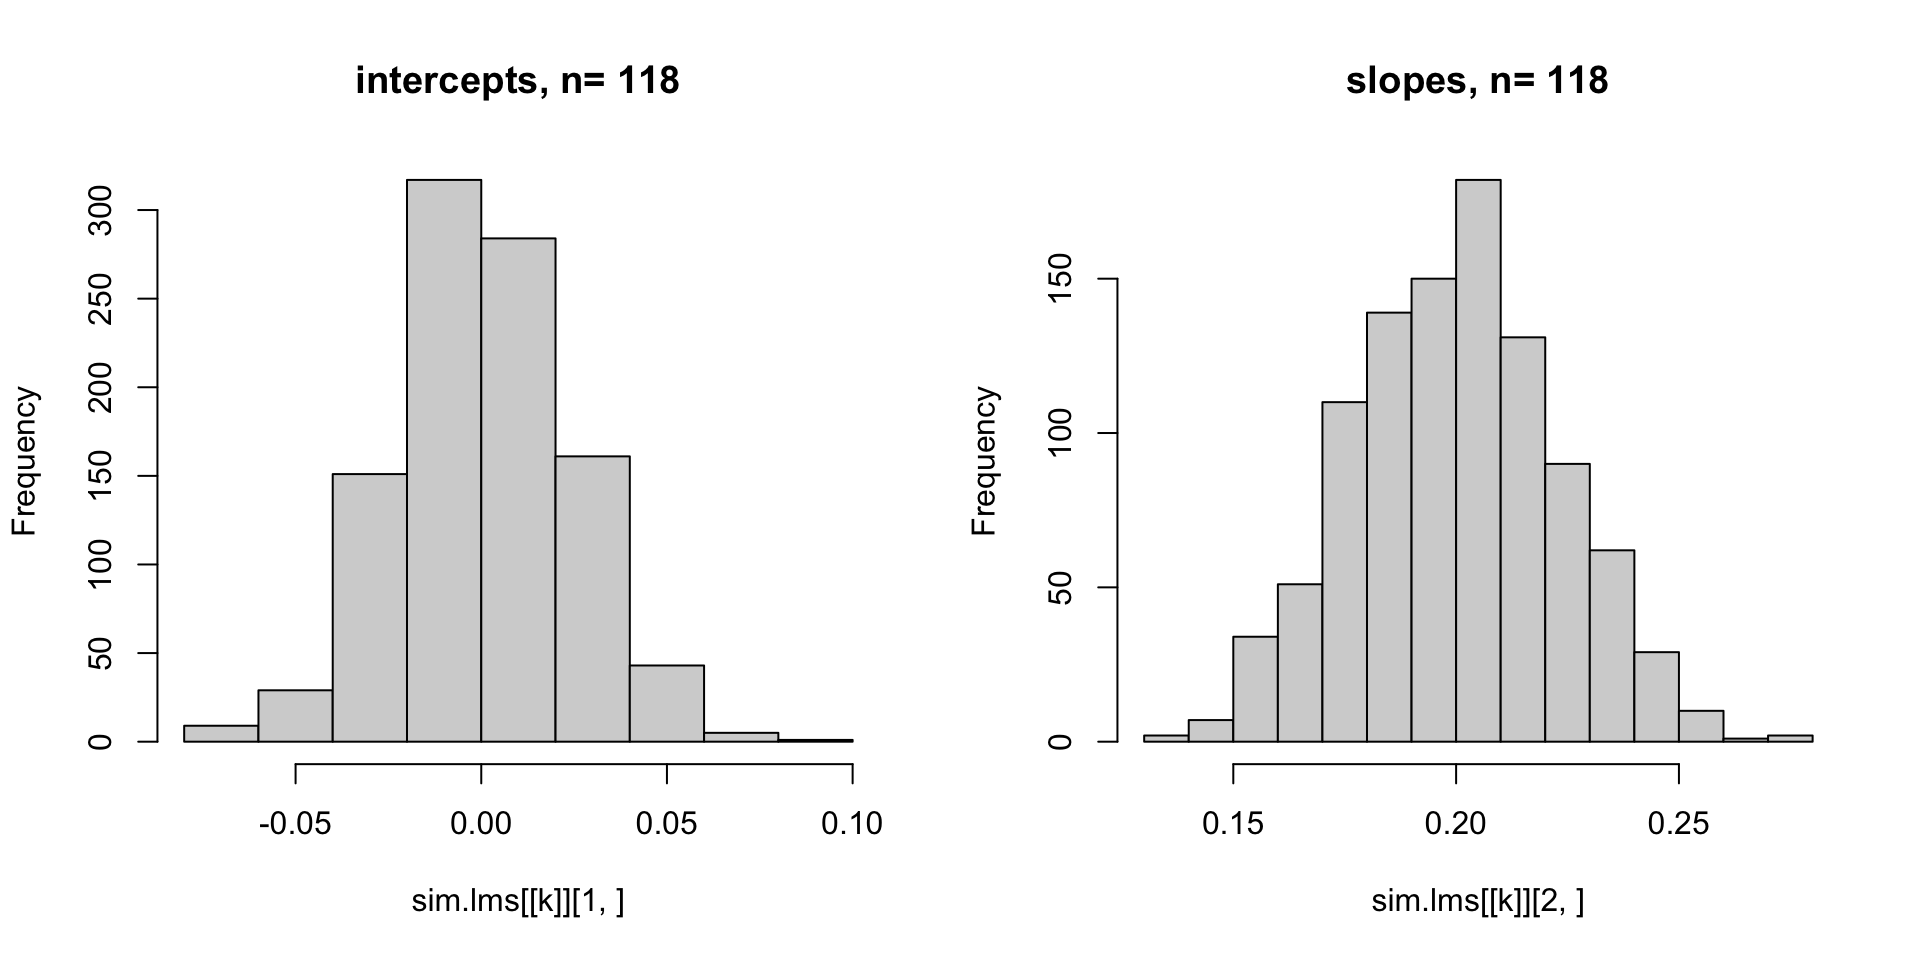 intercepts, n= 118
Frequency
300
250
200
150
100
50
0
-0.05 0.00 0.05 0.10
sim.lms[[k]][1, ]
slopes, n= 118
Frequency
150
100
50
0
0.15 0.20 0.25
sim.lms[[k]][2, ]